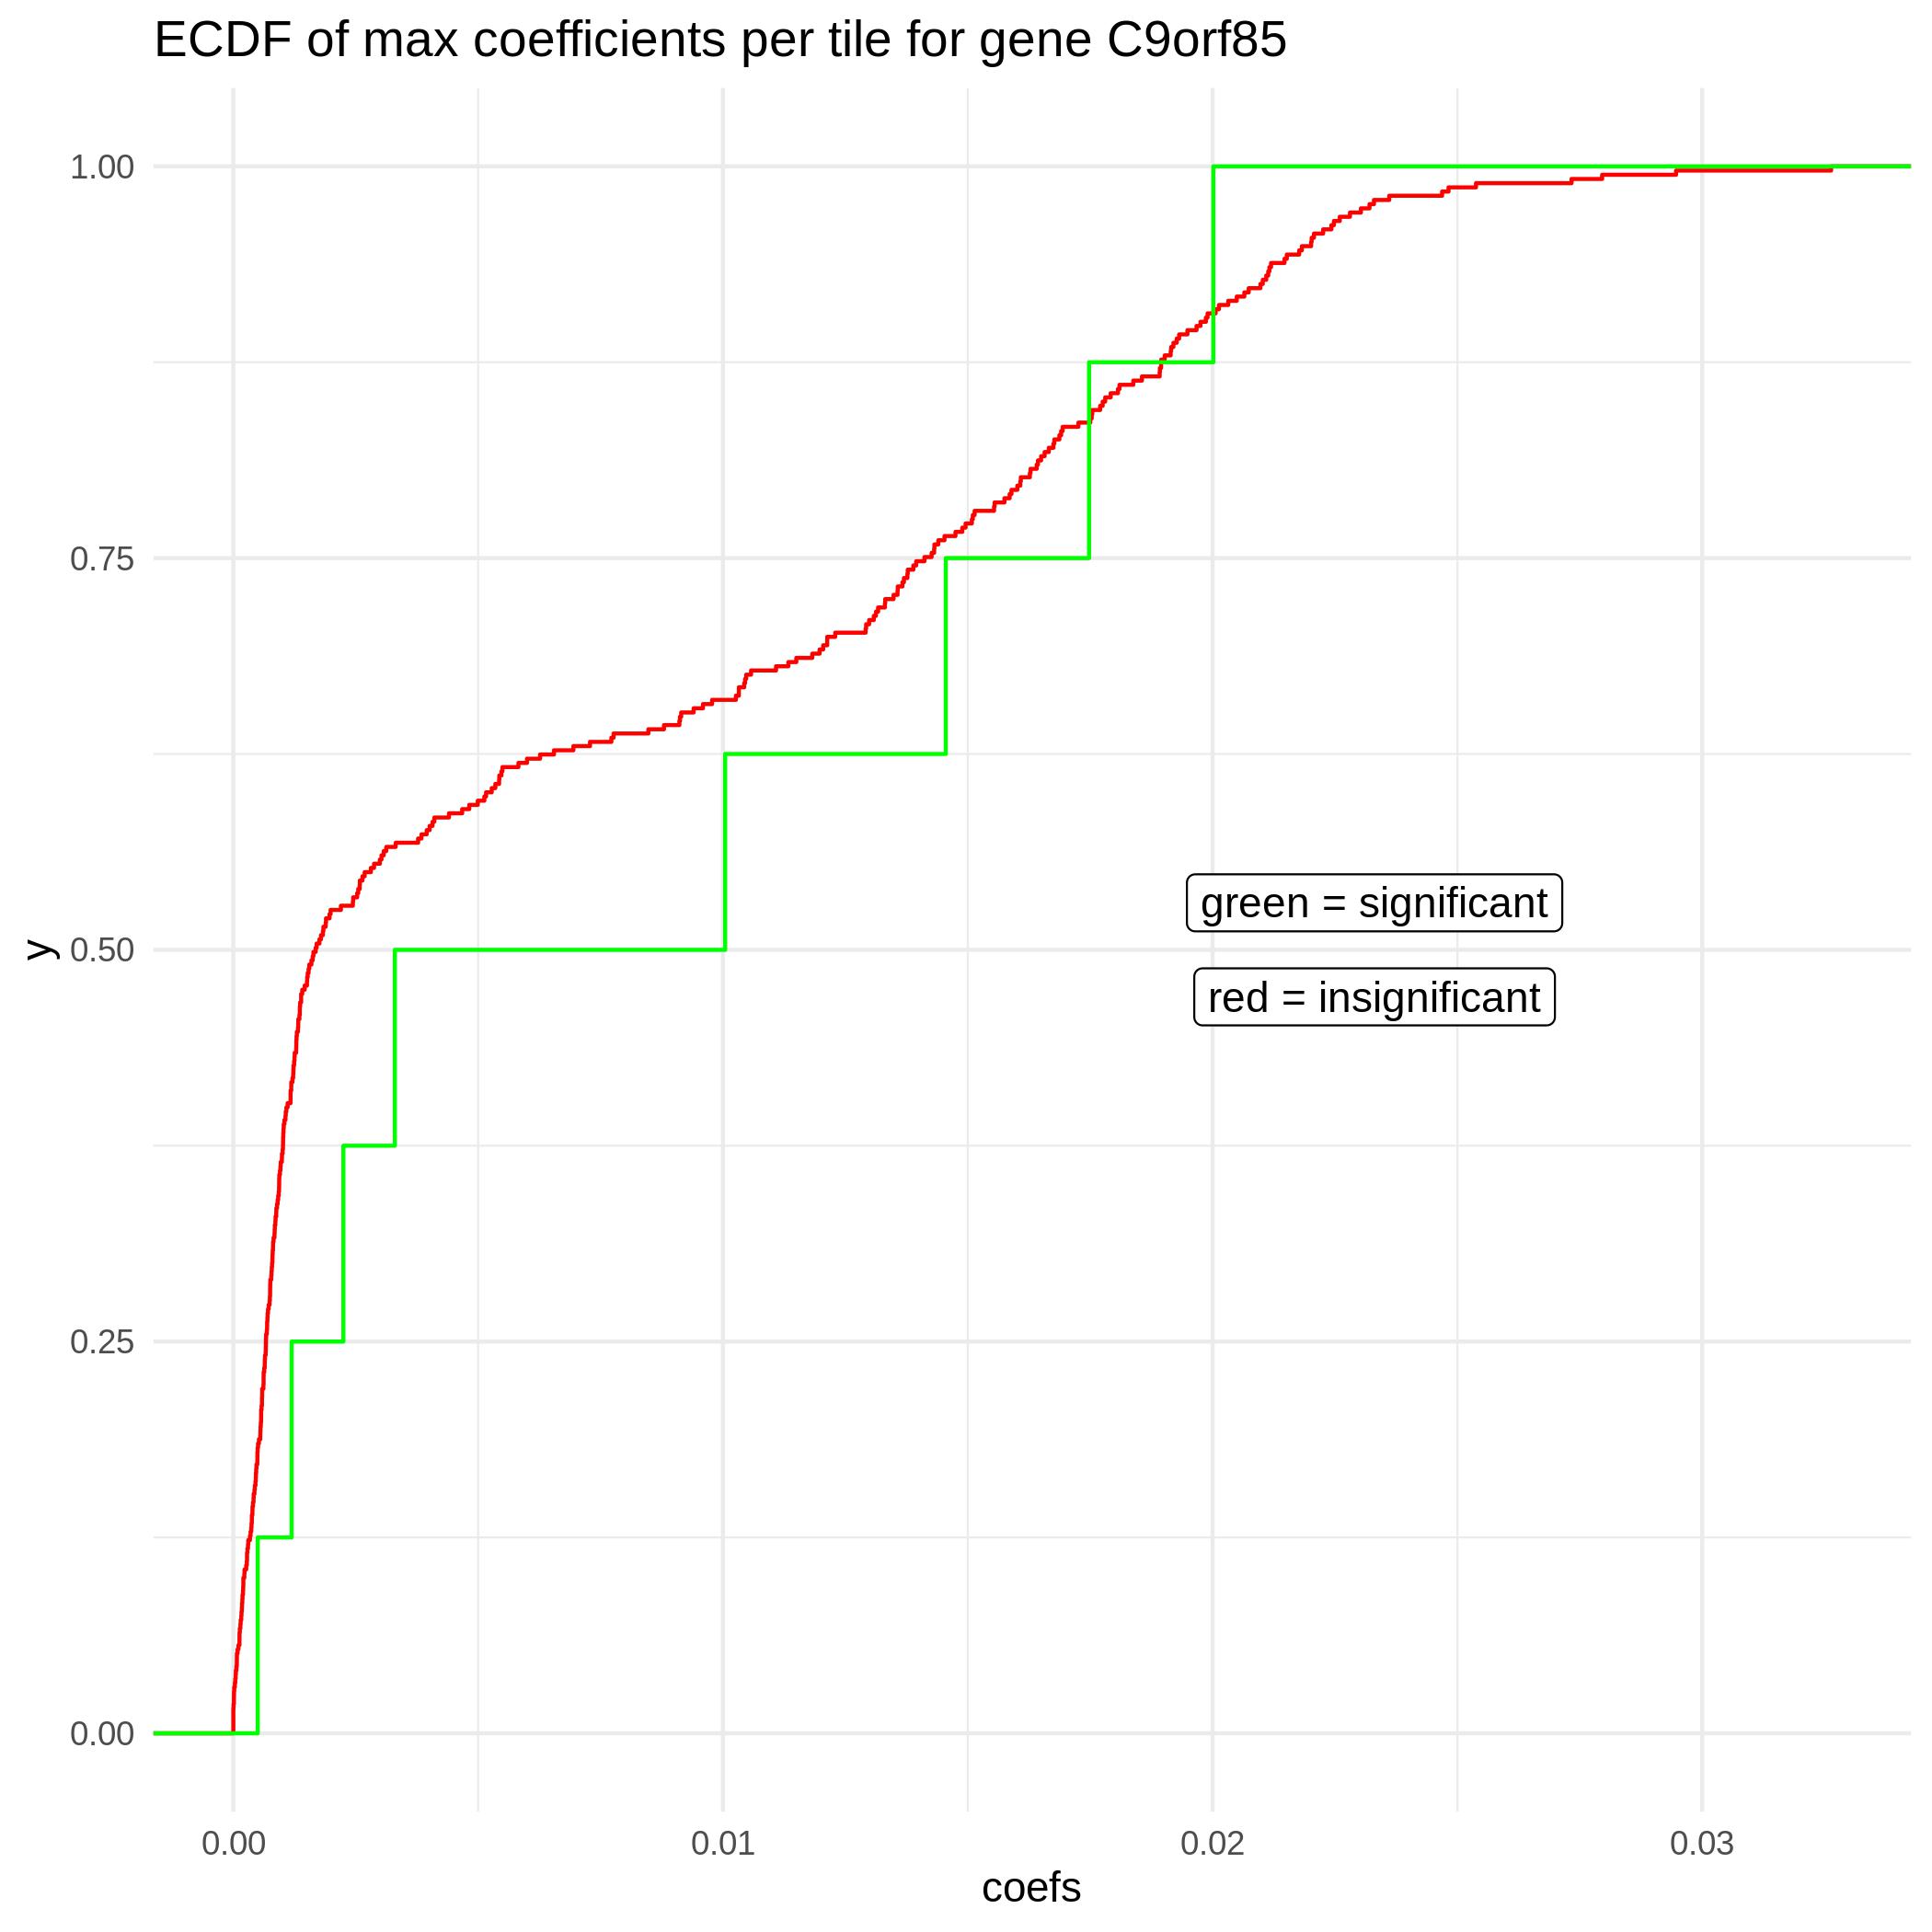 ECDF of max coefficients per tile for gene C9orf85
1.00
0.75
0.50
0.25
0.00
y
green = significant
red = insignificant
0.00 0.01 0.02 0.03
coefs